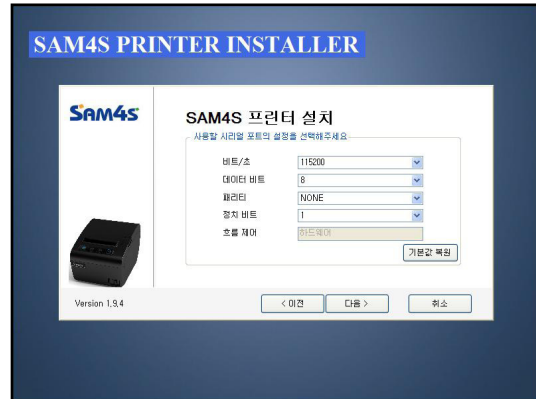 SAM4S PRINTER INSTALLER
SAM4S
SAM4S 프린터 설치
사용할 시리얼 포트의 설정을 선택해주세요
비트/초 115200
데이터 비트 8
패리티 NONE
정지 비트 1
흐름 제어 하드웨어
기본값 복원
Version 1.9.4
< 이전 다음 > 취소